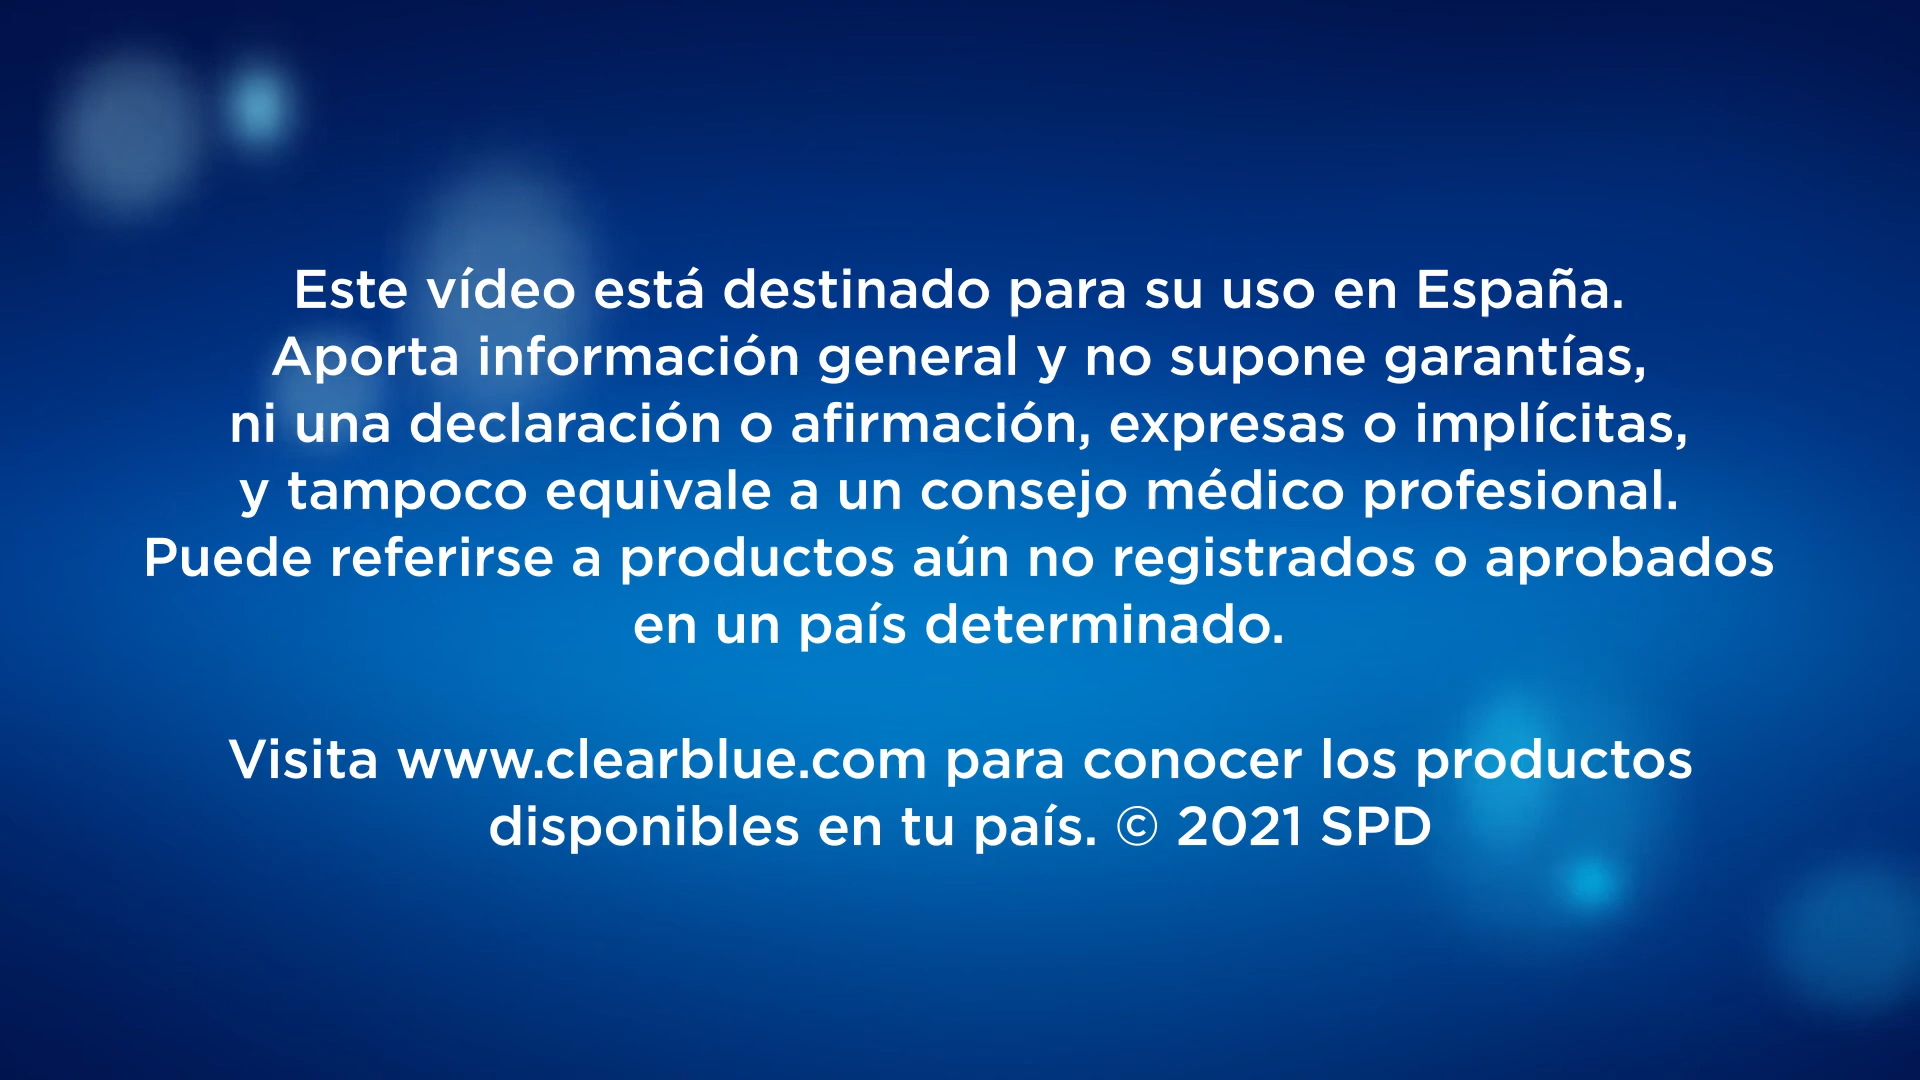 Este vídeo está destinado para su uso en España.
Aporta información general y no supone garantías,
ni una declaración o afirmación, expresas o implícitas,
y tampoco equivale a un consejo médico profesional.
Puede referirse a productos aún no registrados o aprobados
en un país determinado.
Visita www.clearblue.com para conocer los productos
disponibles en tu país. © 2021 SPD